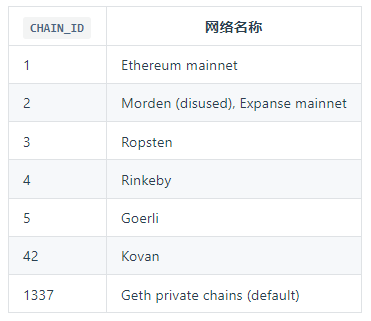 CHAIN_ID 网络名称
1 Ethereum mainnet
2 Morden (disused), Expanse mainnet
3 Ropsten
4 Rinkeby
5 Goerli
42 Kovan
1337 Geth private chains (default)